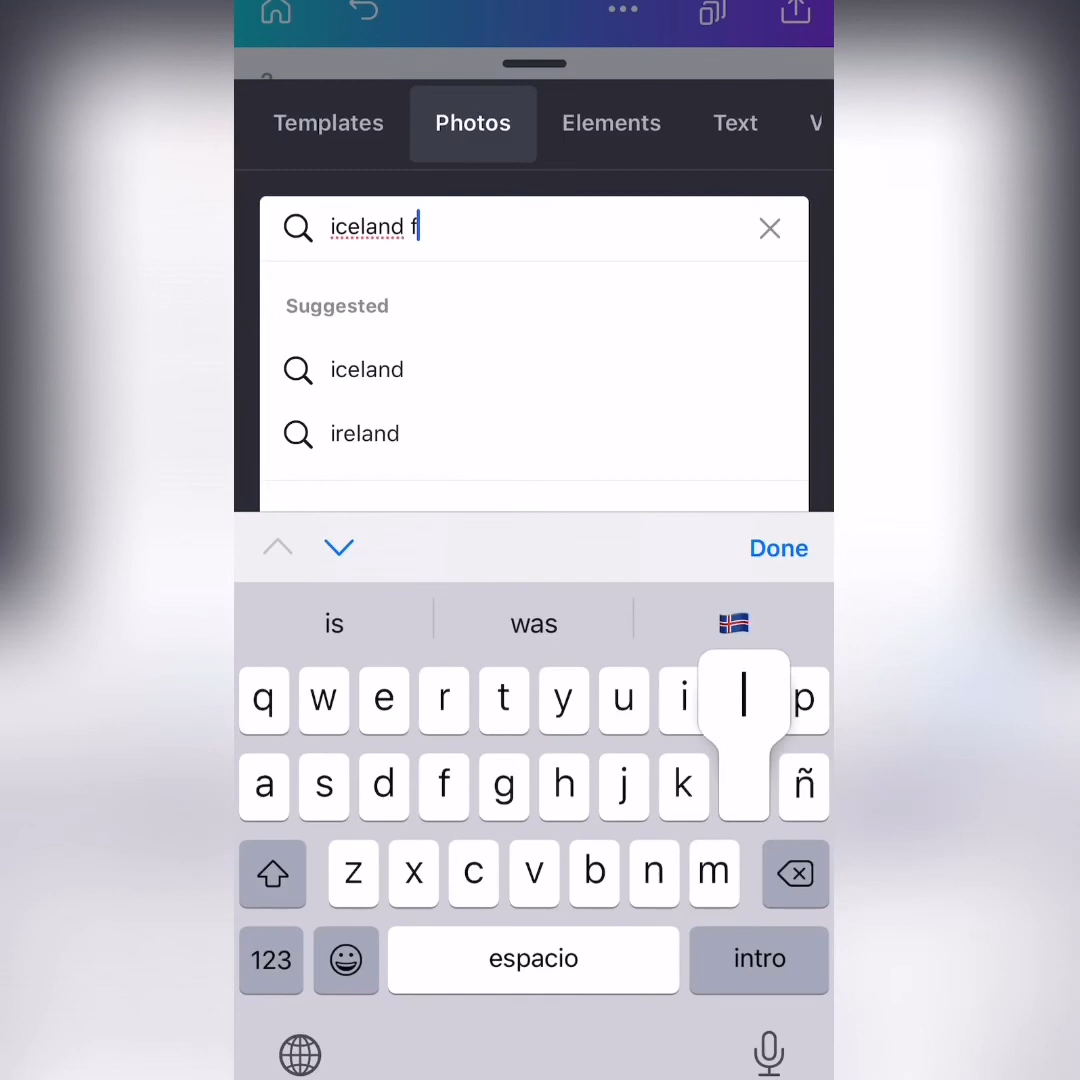 Templates Photos Elements Text V
iceland f
Suggested
iceland
ireland
Done
is was
q w e r t y u i l p
a s d f g h j k ñ
z x c v b n m
123 espacio intro